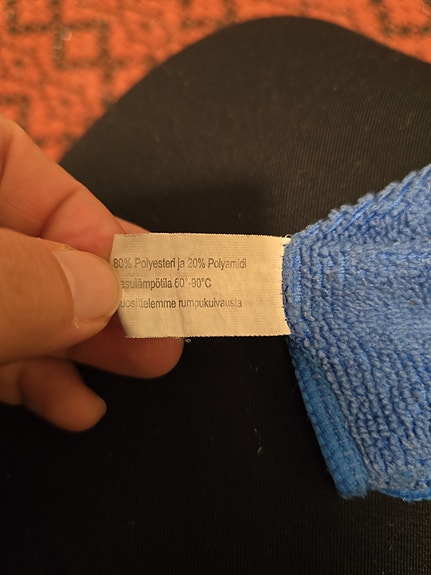 80% Polyesteri ja 20% Polyamidi
esulämpötila 60°-90°C
uosittelemme rumpukuivausta